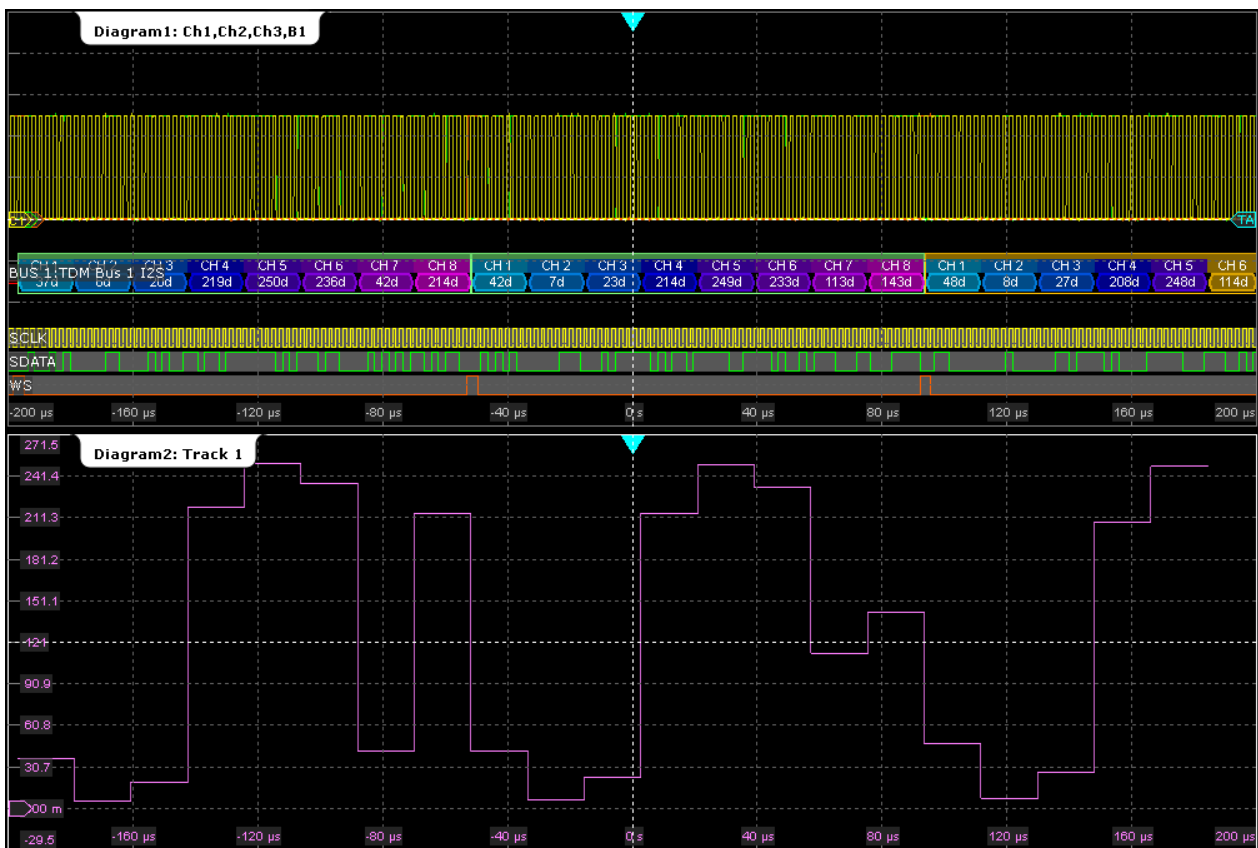 Diagram1: Ch1,Ch2,Ch3,B1
TA
CH 3 CH 4 CH 5 CH 6 CH 7 CH 8 CH 1 CH 2 CH 3 CH 4 CH 5 CH 6 CH 7 CH 8 CH 1 CH 2 CH 3 CH 4 CH 5 CH 6
BUS 1:TDM Bus 1 I2S
37d 6d 20d 219d 250d 236d 42d 214d 42d 7d 23d 214d 249d 233d 113d 143d 48d 8d 27d 208d 248d 114d
SCLK
SDATA
WS
-200 µs -160 µs -120 µs -80 µs -40 µs 0 s 40 µs 80 µs 120 µs 160 µs 200 µs
271.5
Diagram2: Track 1
241.4
211.3
181.2
151.1
121
90.9
60.8
30.7
00 m
-29.5 -160 µs -120 µs -80 µs -40 µs 0 s 40 µs 80 µs 120 µs 160 µs 200 µs